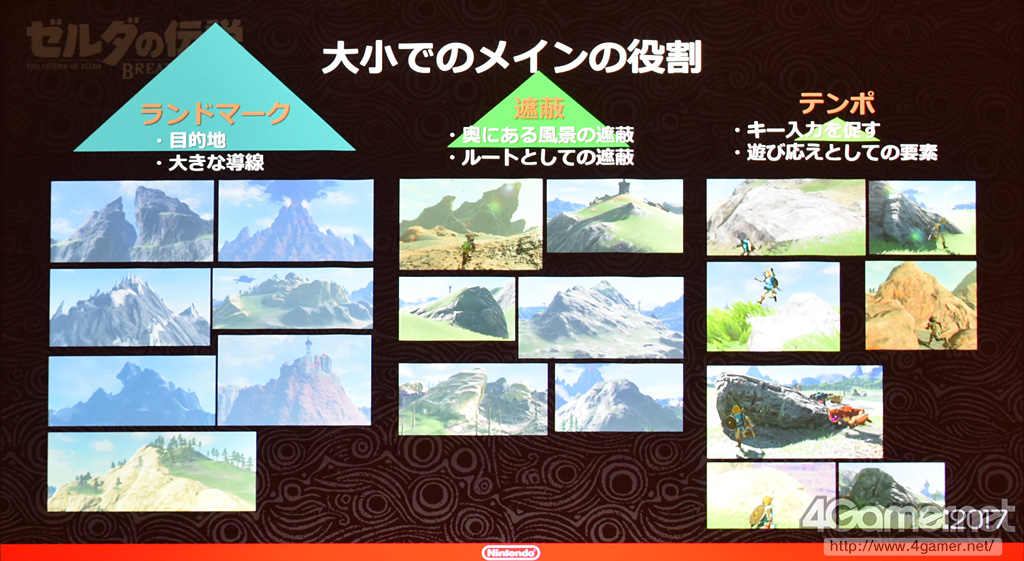 ゼルダの伝説
THE LEGEND OF ZELDA
BREA
大小でのメインの役割
ランドマーク
・目的地
・大きな導線
遮蔽
・奥にある風景の遮蔽
・ルートとしての遮蔽
テンポ
・キー入力を促す
・遊び応えとしての要素
4Gamer.net
2017
http://www.4gamer.net/
Nintendo